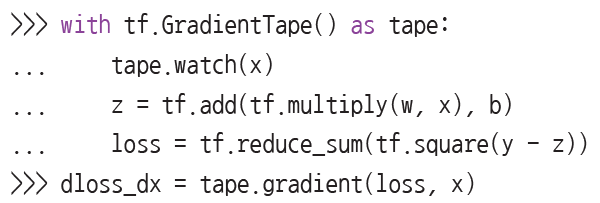 >>> with tf.GradientTape() as tape:
...     tape.watch(x)
...     z = tf.add(tf.multiply(w, x), b)
...     loss = tf.reduce_sum(tf.square(y - z))
>>> dloss_dx = tape.gradient(loss, x)